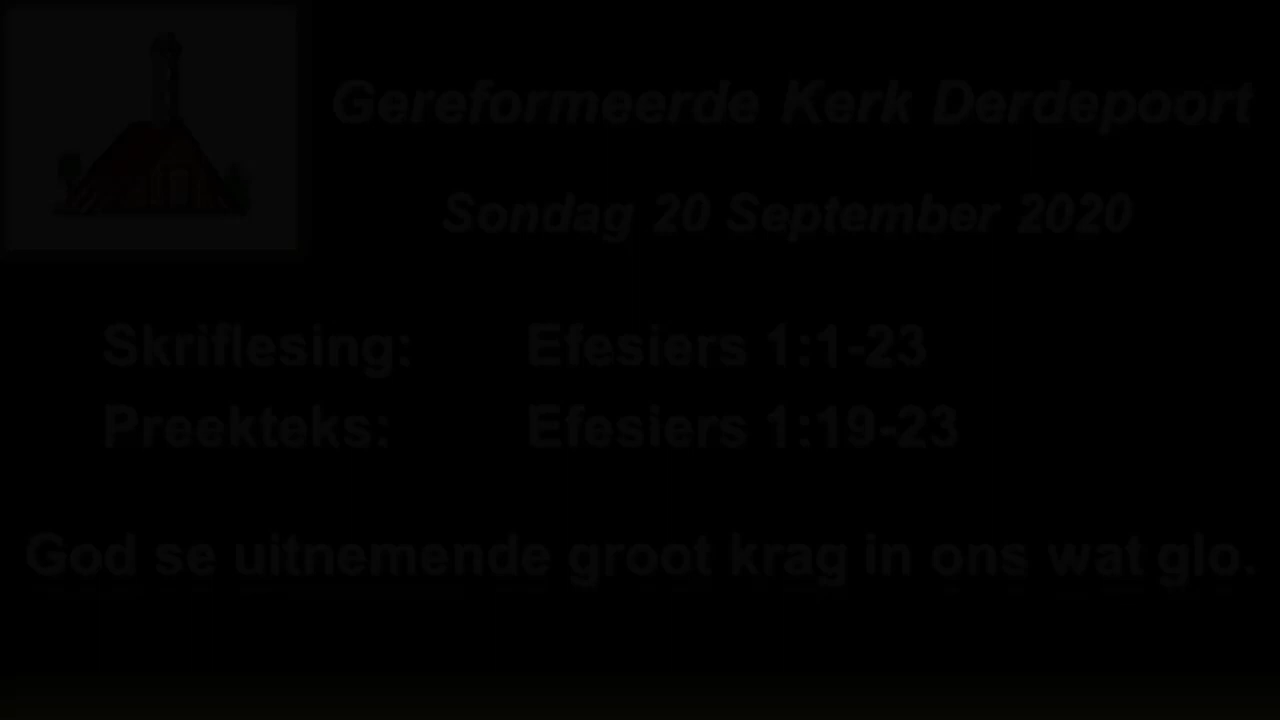 Gereformeerde Kerk Derdepoort
Sondag 20 September 2020
Skriflesing: Efesiers 1:1-23
Preekteks: Efesiers 1:19-23
God se uitnemende groot krag in ons wat glo.